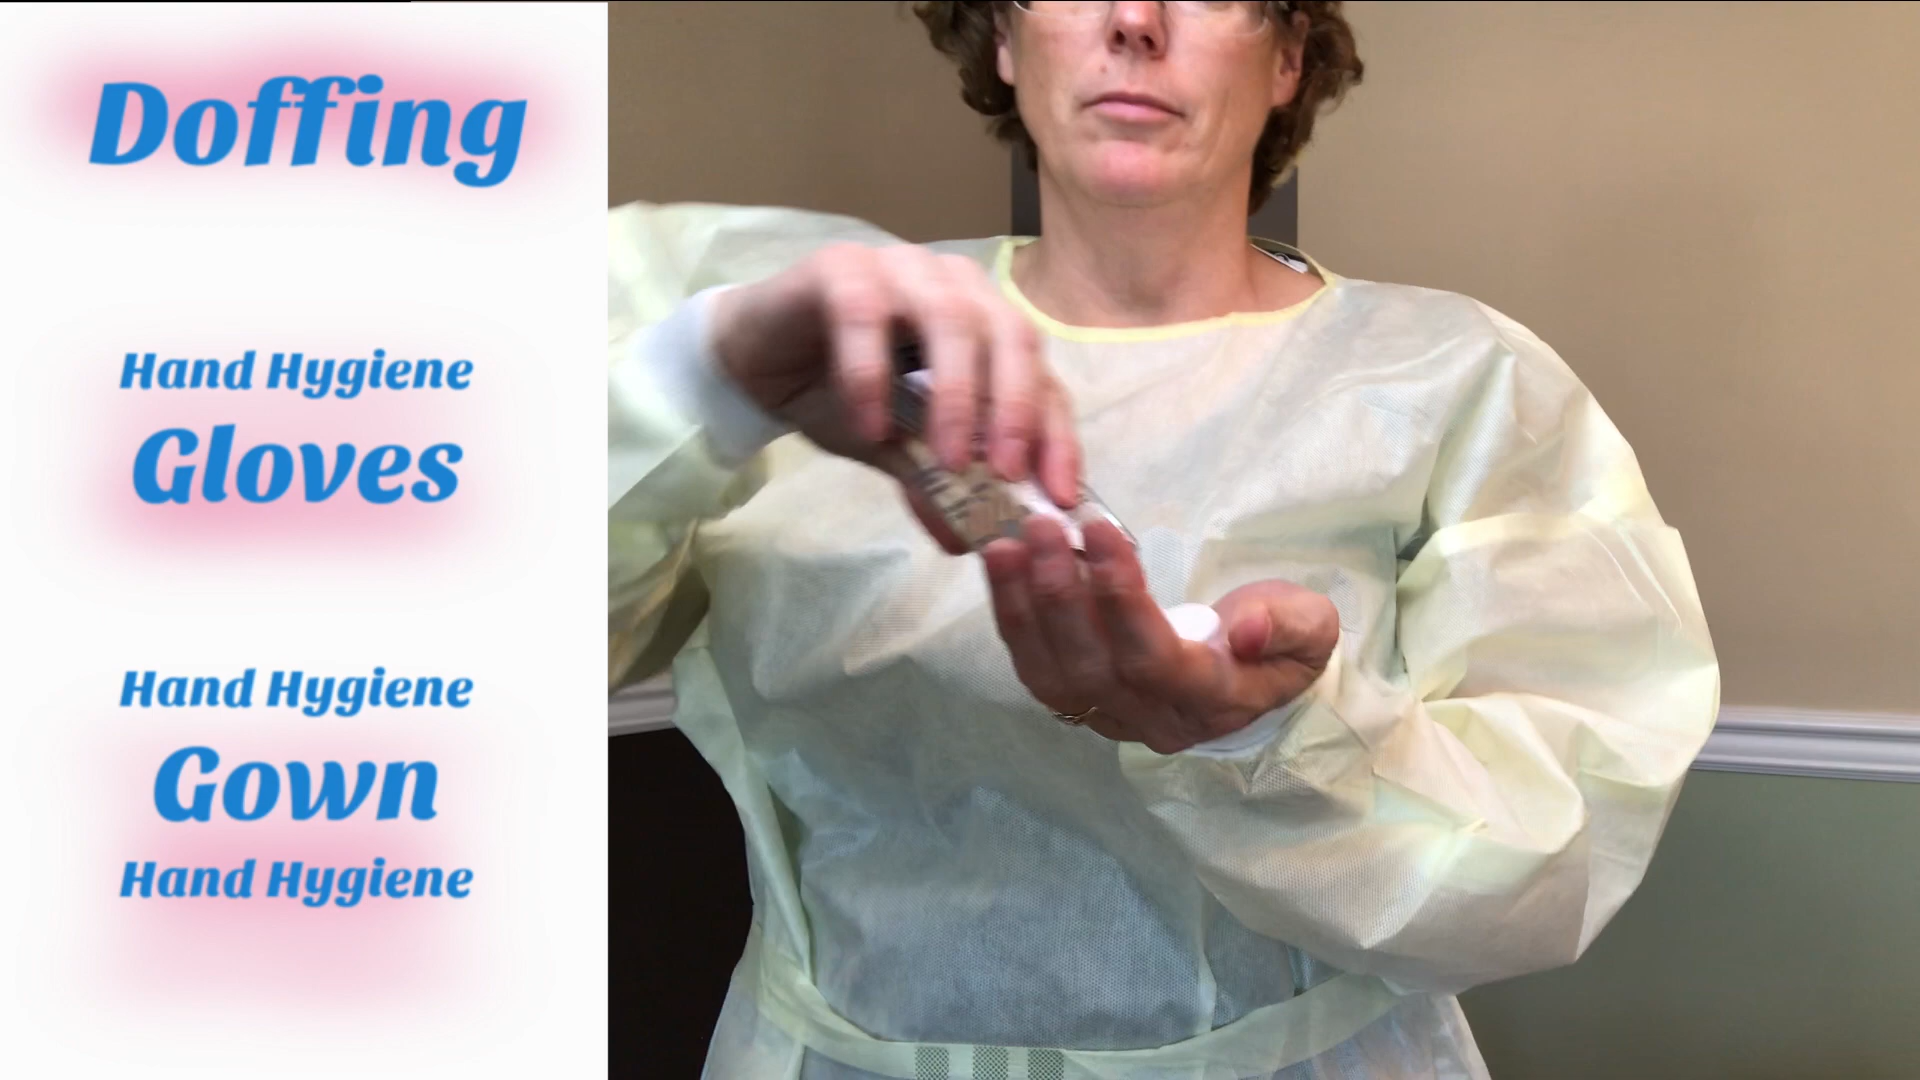 Doffing
Hand Hygiene
Gloves
Hand Hygiene
Gown
Hand Hygiene